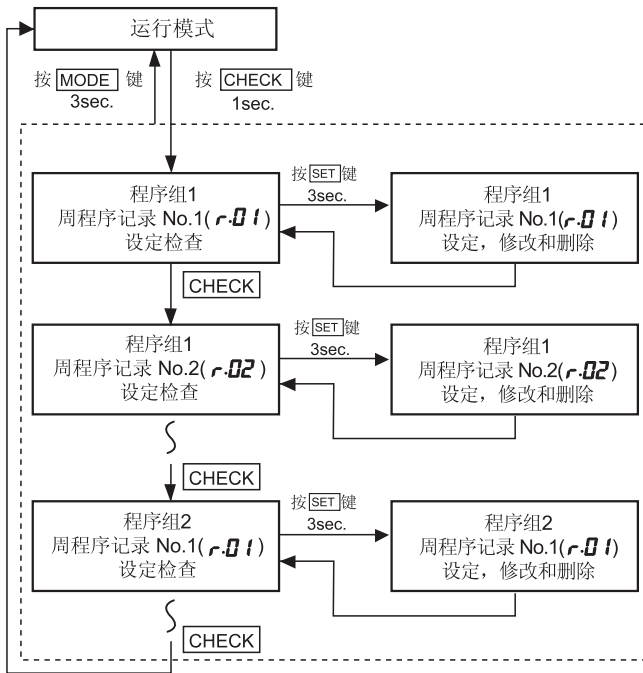 运行模式
按 MODE 键
3sec.
按 CHECK 键
1sec.
程序组1
周程序记录 No.1(r.01)
设定检查
按 SET 键
3sec.
程序组1
周程序记录 No.1(r.01)
设定，修改和删除
CHECK
程序组1
周程序记录 No.2(r.02)
设定检查
按 SET 键
3sec.
程序组1
周程序记录 No.2(r.02)
设定，修改和删除
CHECK
程序组2
周程序记录 No.1(r.01)
设定检查
按 SET 键
3sec.
程序组2
周程序记录 No.1(r.01)
设定，修改和删除
CHECK